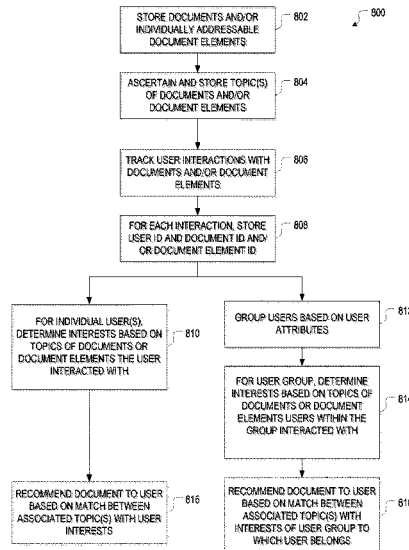 800
STORE DOCUMENTS AND/OR
INDIVIDUALLY ADDRESSABLE
DOCUMENT ELEMENTS
802
ASCERTAIN AND STORE TOPIC(S)
OF DOCUMENTS AND/OR
DOCUMENT ELEMENTS
804
TRACK USER INTERACTIONS WITH
DOCUMENTS AND/OR DOCUMENT
ELEMENTS
806
FOR EACH INTERACTION, STORE
USER ID AND DOCUMENT ID AND/
OR DOCUMENT ELEMENT ID
808
FOR INDIVIDUAL USER(S),
DETERMINE INTERESTS BASED ON
TOPICS OF DOCUMENTS OR
DOCUMENT ELEMENTS THE USER
INTERACTED WITH
810
GROUP USERS BASED ON USER
ATTRIBUTES
812
FOR USER GROUP, DETERMINE
INTERESTS BASED ON TOPICS OF
DOCUMENTS OR DOCUMENT
ELEMENTS USERS WTIHIN THE
GROUP INTERACTED WITH
814
RECOMMEND DOCUMENT TO USER
BASED ON MATCH BETWEEN
ASSOCIATED TOPIC(S) WITH USER
INTERESTS
816
RECOMMEND DOCUMENT TO USER
BASED ON MATCH BETWEEN
ASSOCIATED TOPIC(S) WITH
INTERESTS OF USER GROUP TO
WHICH USER BELONGS